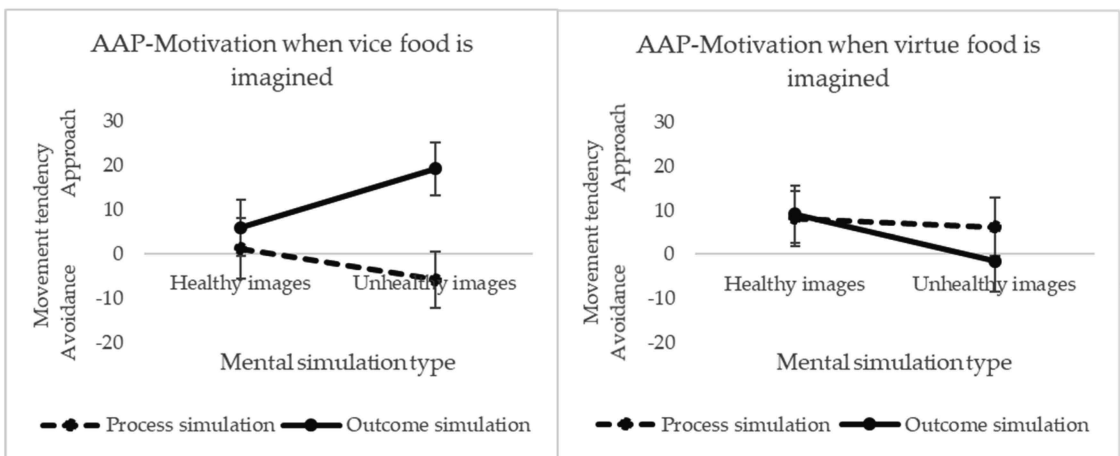 AAP-Motivation when vice food is
imagined
Movement tendency
Avoidance Approach
30
20
10
0
-10
-20
Healthy images Unhealthy images
Mental simulation type
Process simulation Outcome simulation
AAP-Motivation when virtue food is
imagined
Movement tendency
Avoidance Approach
30
20
10
0
-10
-20
Healthy images Unhealthy images
Mental simulation type
Process simulation Outcome simulation